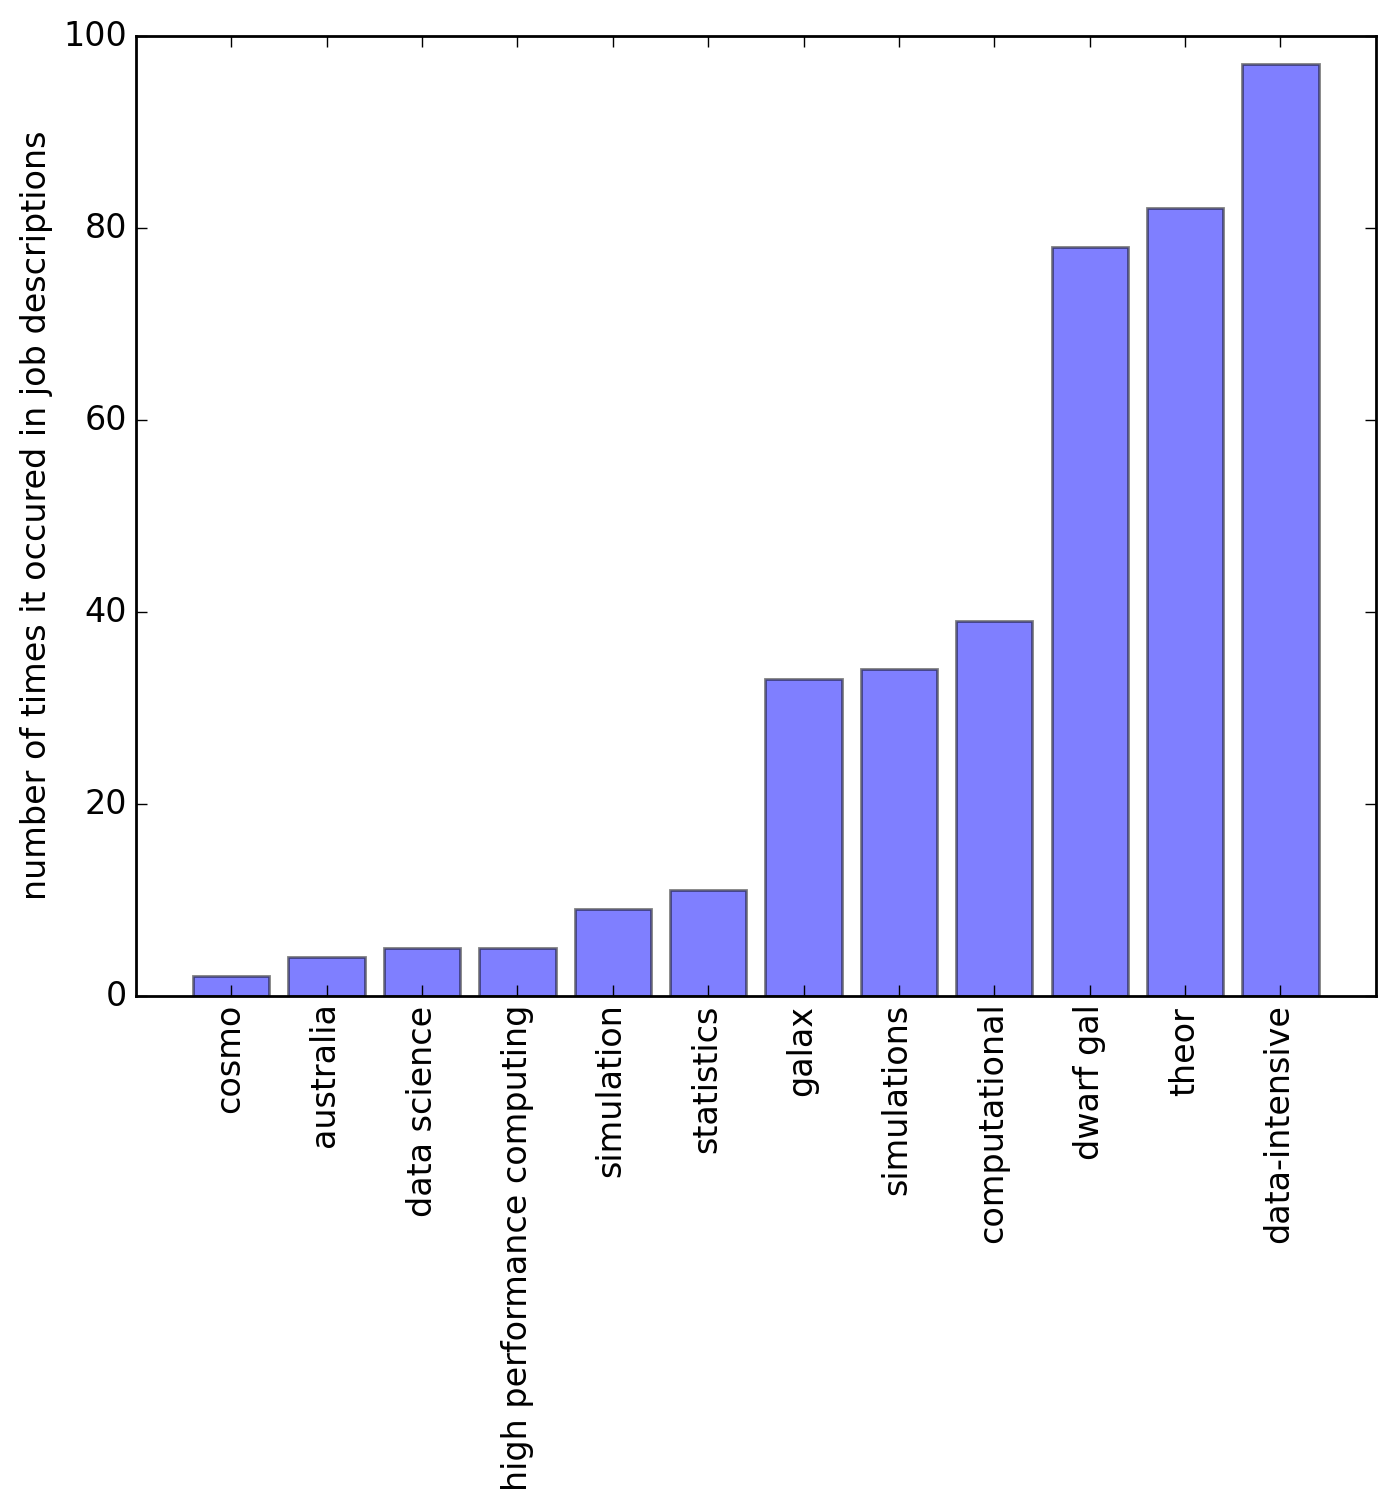 100
80
60
40
20
0
number of times it occured in job descriptions
cosmo
australia
data science
high performance computing
simulation
statistics
galax
simulations
computational
dwarf gal
theor
data-intensive